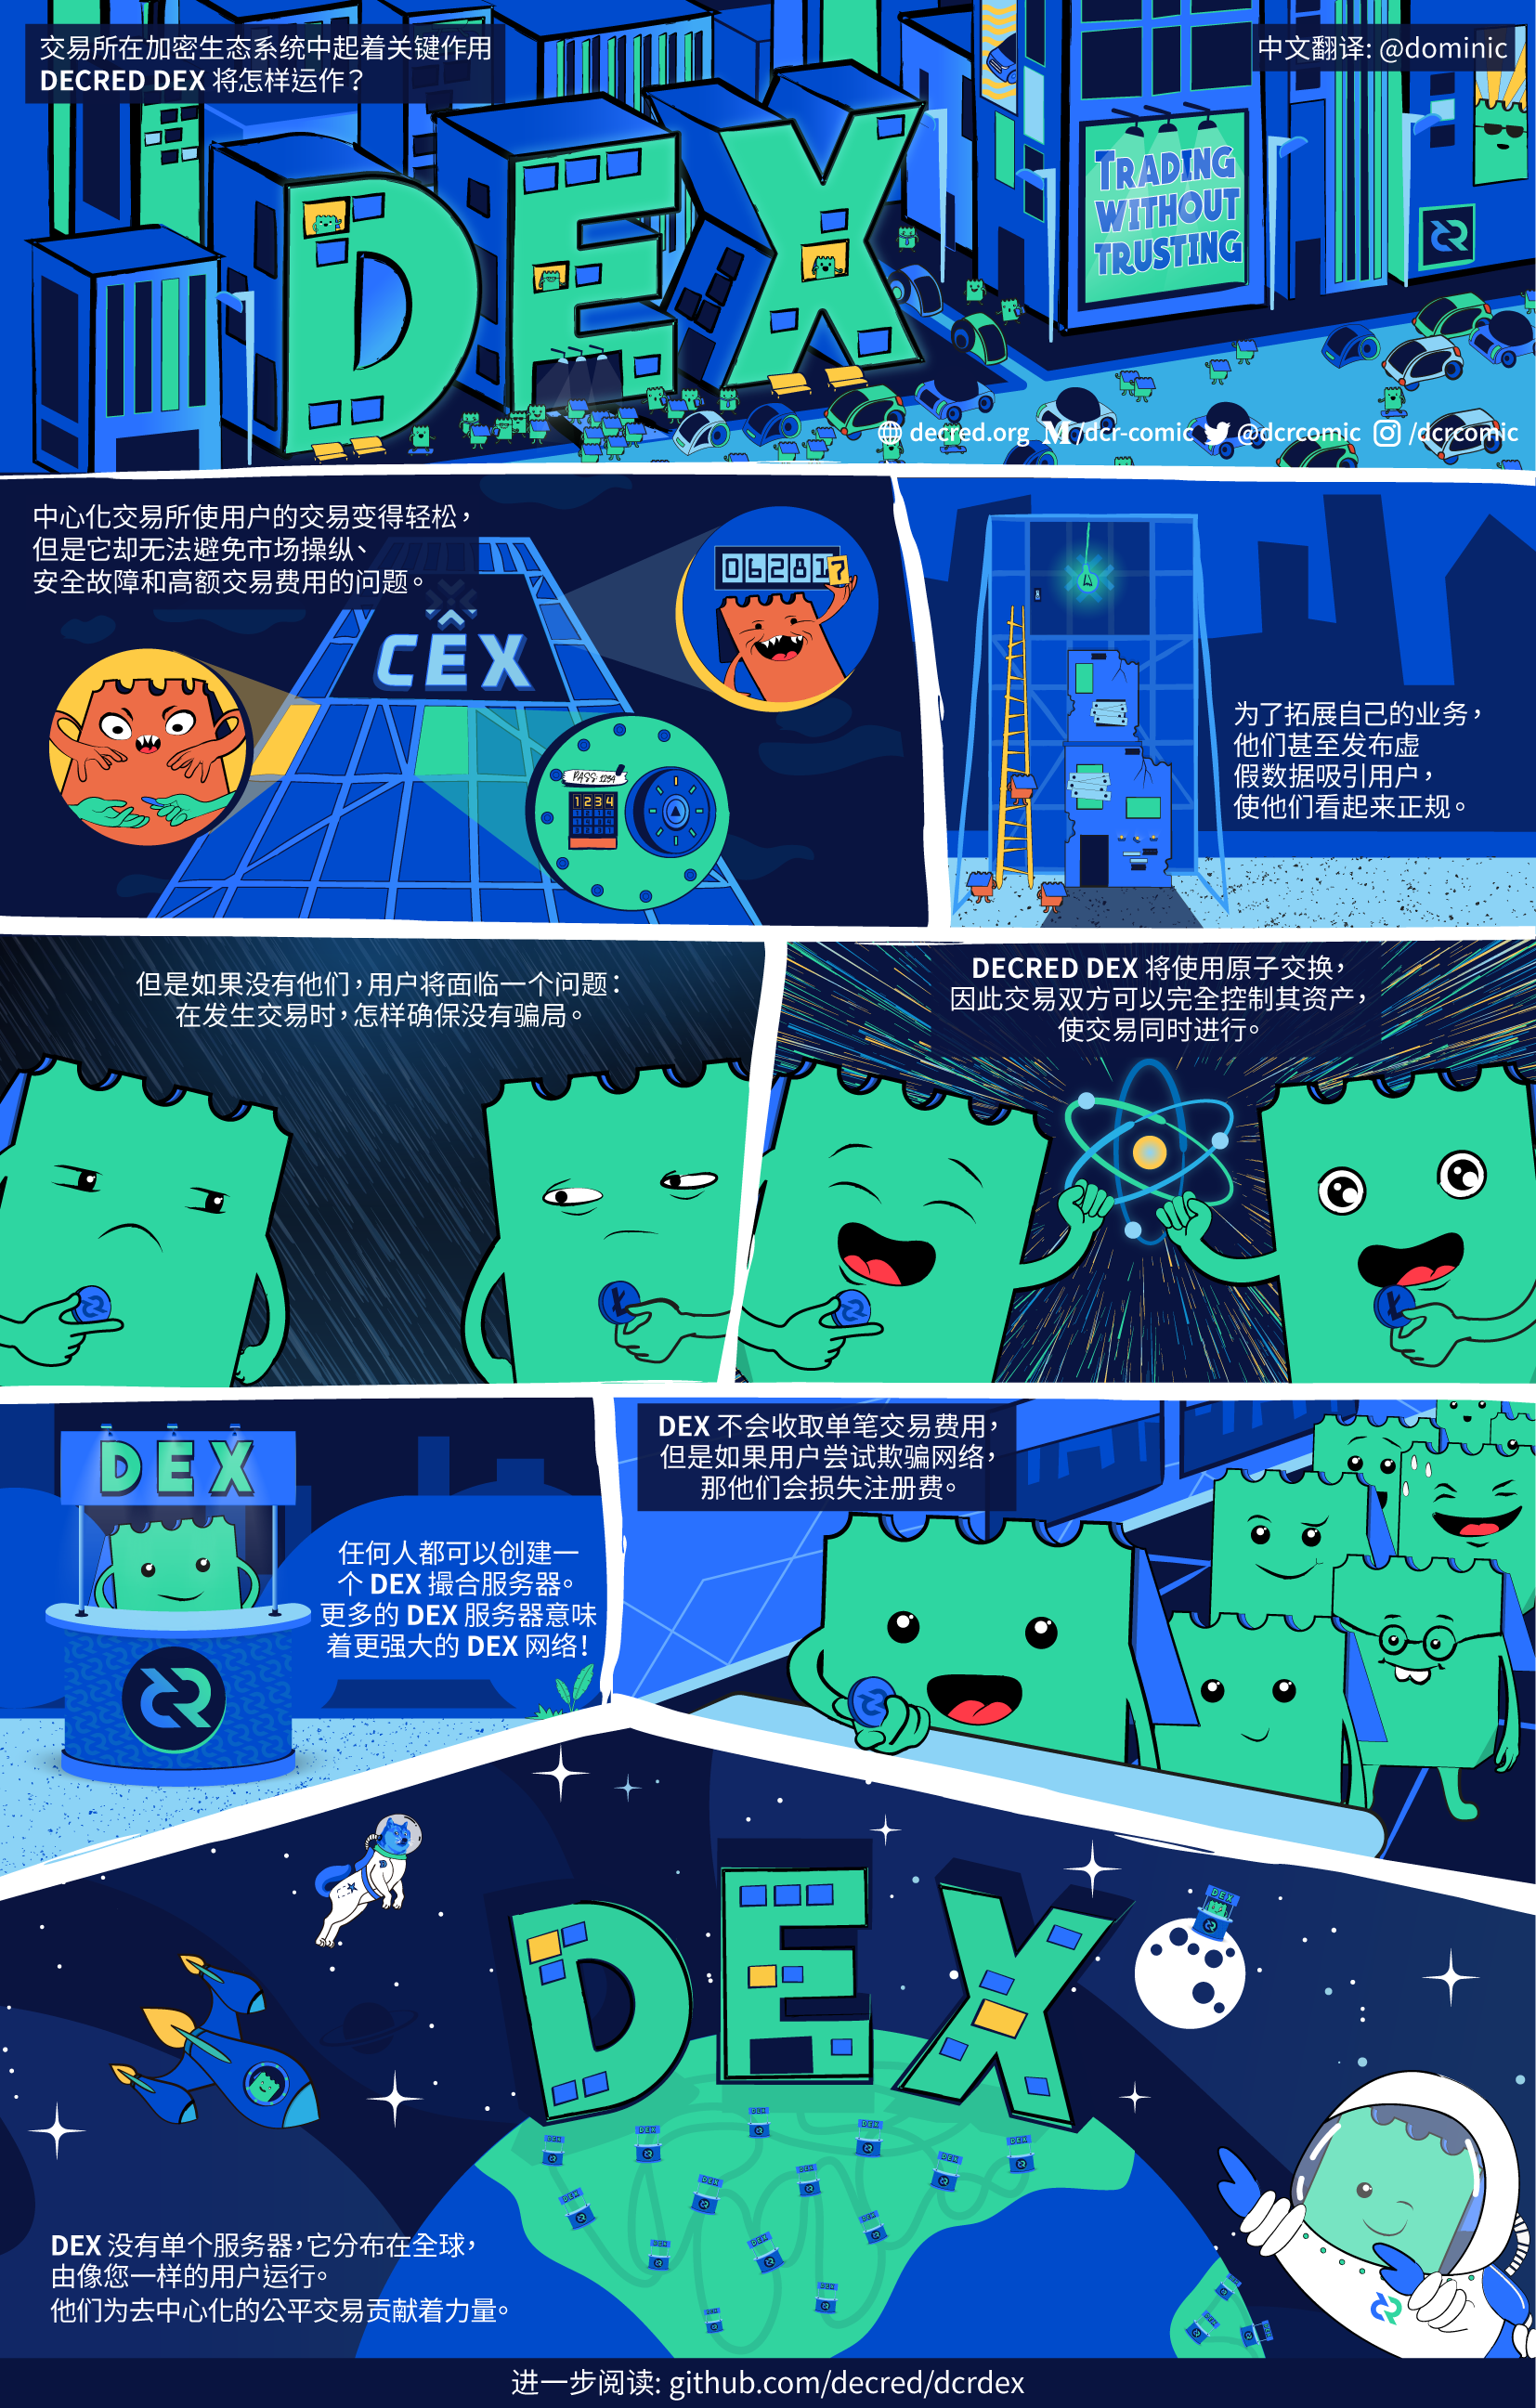 交易所在加密生态系统中起着关键作用
DECRED DEX 将怎样运作？
中文翻译: @dominic
DEX
TRADING
WITHOUT
TRUSTING
decred.org M/dcr-comic @dcrcomic /dcrcomic
中心化交易所使用户的交易变得轻松，
但是它却无法避免市场操纵、
安全故障和高额交易费用的问题。
062817
CEX
PASS: 1234
1234
为了拓展自己的业务，
他们甚至发布虚
假数据吸引用户，
使他们看起来正规。
但是如果没有他们，用户将面临一个问题：
在发生交易时，怎样确保没有骗局。
DECRED DEX 将使用原子交换，
因此交易双方可以完全控制其资产，
使交易同时进行。
DEX
任何人都可以创建一
个 DEX 撮合服务器。
更多的 DEX 服务器意味
着更强大的 DEX 网络！
DEX 不会收取单笔交易费用，
但是如果用户尝试欺骗网络，
那他们会损失注册费。
DEX
DEX
DEX 没有单个服务器，它分布在全球，
由像您一样的用户运行。
他们为去中心化的公平交易贡献着力量。
进一步阅读: github.com/decred/dcrdex